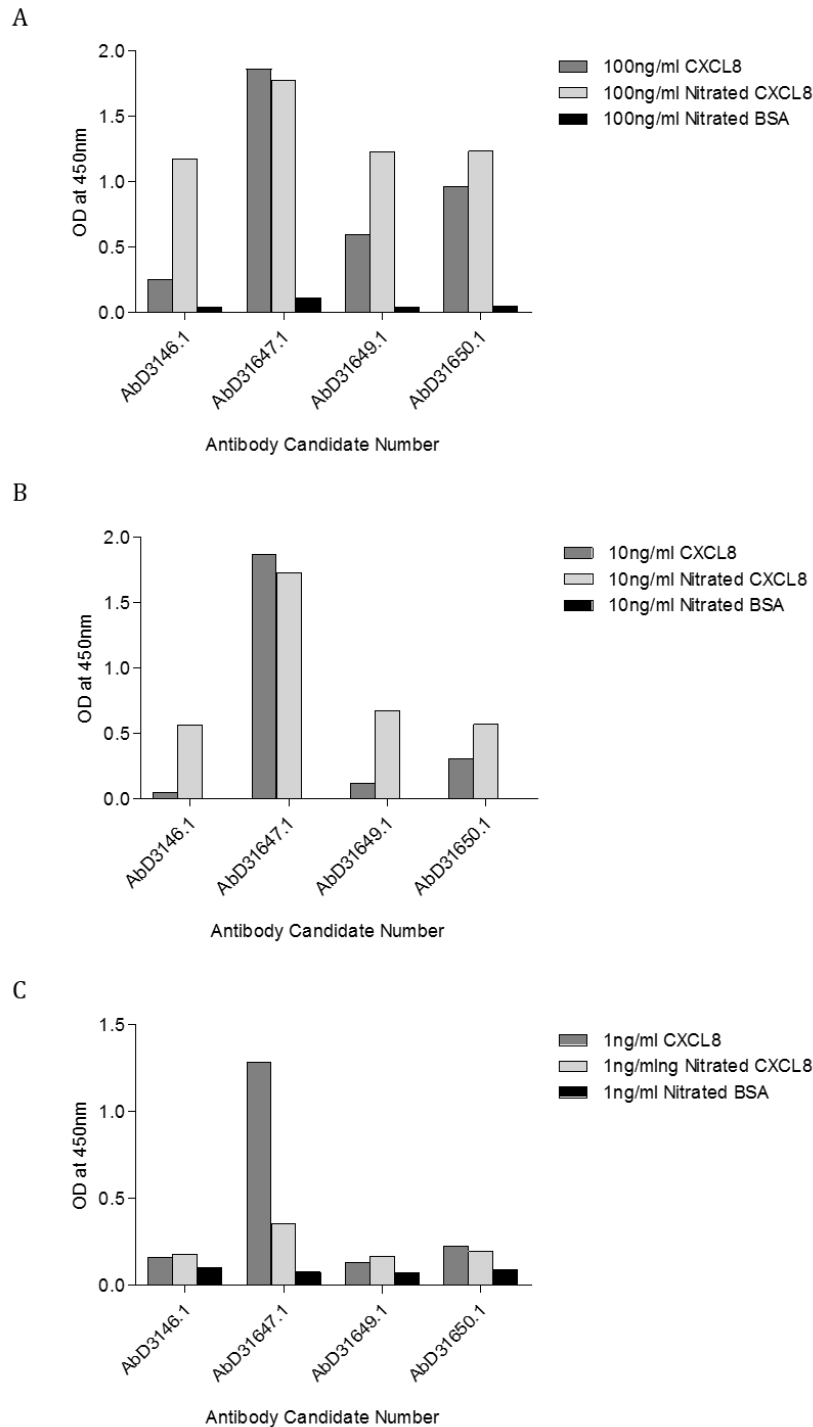 A
2.0
1.5
1.0
0.5
0.0
OD at 450nm
100ng/ml CXCL8
100ng/ml Nitrated CXCL8
100ng/ml Nitrated BSA
AbD3146.1
AbD31647.1
AbD31649.1
AbD31650.1
Antibody Candidate Number
B
2.0
1.5
1.0
0.5
0.0
OD at 450nm
10ng/ml CXCL8
10ng/ml Nitrated CXCL8
10ng/ml Nitrated BSA
AbD3146.1
AbD31647.1
AbD31649.1
AbD31650.1
Antibody Candidate Number
C
1.5
1.0
0.5
0.0
OD at 450nm
1ng/ml CXCL8
1ng/mlng Nitrated CXCL8
1ng/ml Nitrated BSA
AbD3146.1
AbD31647.1
AbD31649.1
AbD31650.1
Antibody Candidate Number